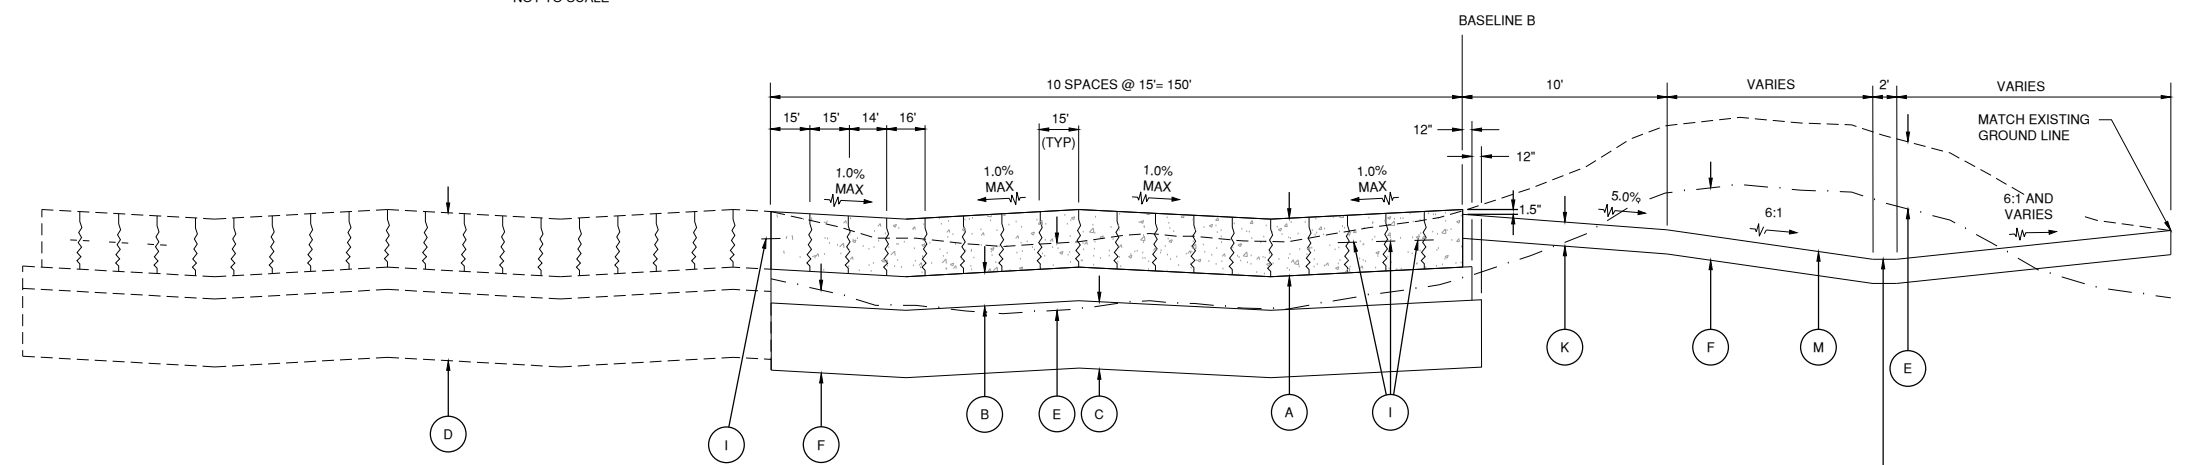 NOT TO SCALE
BASELINE B
10 SPACES @ 15'= 150'
10'
VARIES
2'
VARIES
15'
15'
14'
16'
15'
(TYP)
12"
12"
MATCH EXISTING
GROUND LINE
1.0%
MAX
1.0%
MAX
1.0%
MAX
1.0%
MAX
1.5"
5.0%
6:1
6:1 AND
VARIES
K
F
M
E
D
I
F
B
E
C
A
I